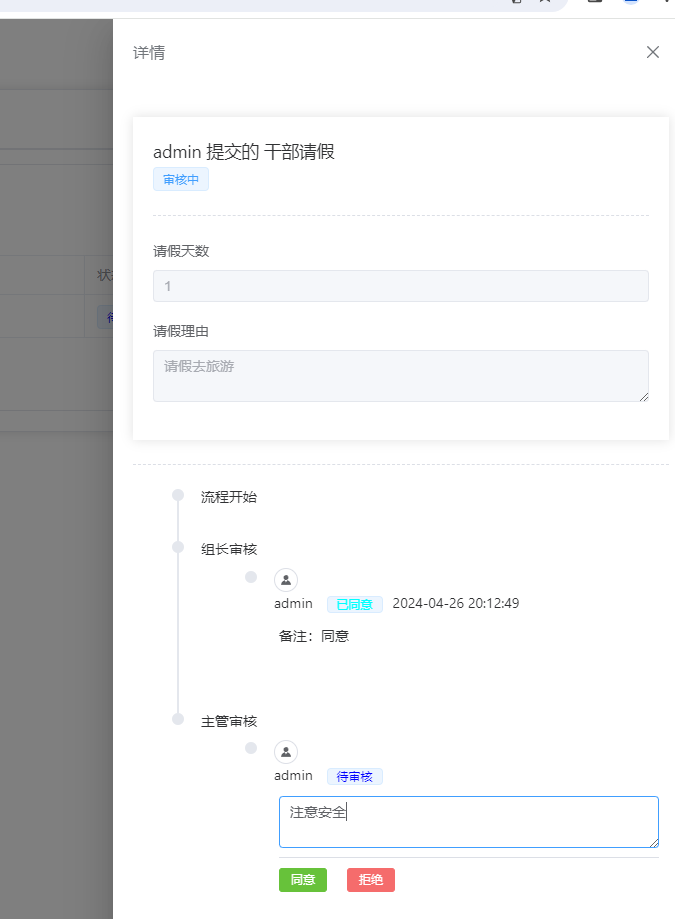 详情
admin 提交的 干部请假
审核中
请假天数
1
请假理由
请假去旅游
状
待
流程开始
组长审核
admin 已同意 2024-04-26 20:12:49
备注：同意
主管审核
admin 待审核
注意安全
同意 拒绝